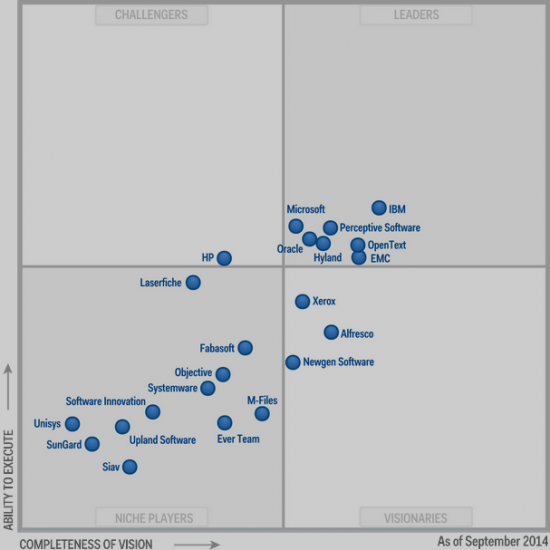 CHALLENGERS
LEADERS
IBM
Microsoft
Perceptive Software
Oracle
OpenText
Hyland
EMC
HP
Laserfiche
Xerox
Alfresco
Fabasoft
Newgen Software
Objective
Systemware
M-Files
Software Innovation
Unisys
Upland Software
Ever Team
SunGard
Siav
NICHE PLAYERS
VISIONARIES
ABILITY TO EXECUTE
COMPLETENESS OF VISION
As of September 2014